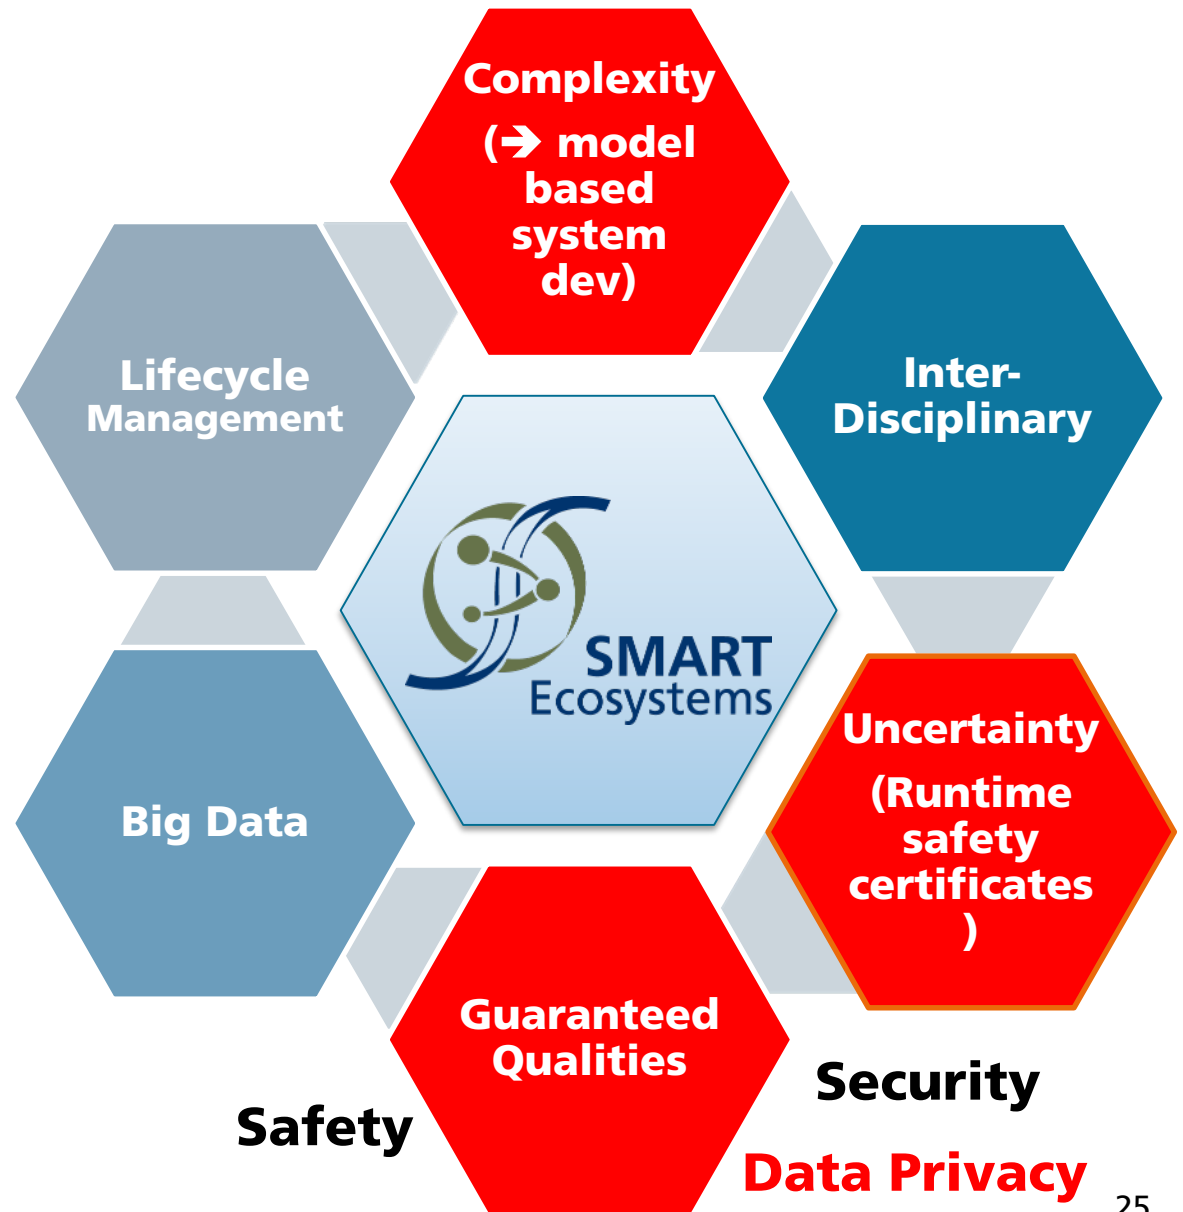 Complexity
(➔ model
based
system
dev)
Lifecycle
Management
Inter-
Disciplinary
SMART
Ecosystems
Uncertainty
(Runtime
safety
certificates
)
Big Data
Guaranteed
Qualities
Safety
Security
Data Privacy
25